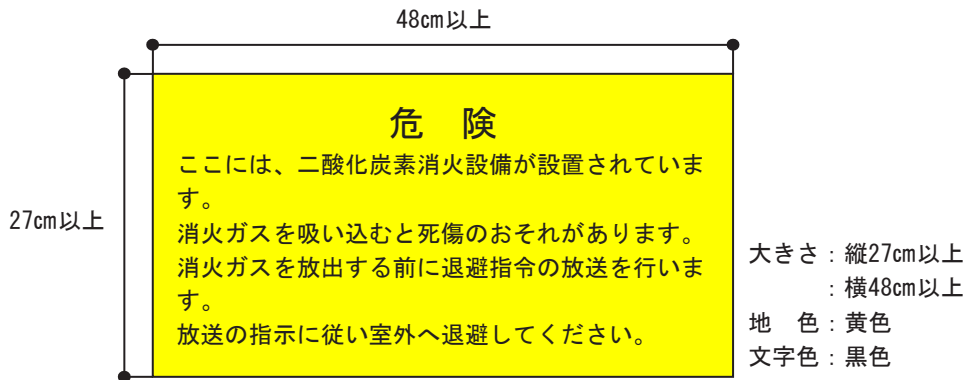 48cm以上
危　険
ここには、二酸化炭素消火設備が設置されていま
す。
消火ガスを吸い込むと死傷のおそれがあります。
消火ガスを放出する前に退避指令の放送を行いま
す。
放送の指示に従い室外へ退避してください。
27cm以上
大きさ：縦27cm以上
：横48cm以上
地　色：黄色
文字色：黒色